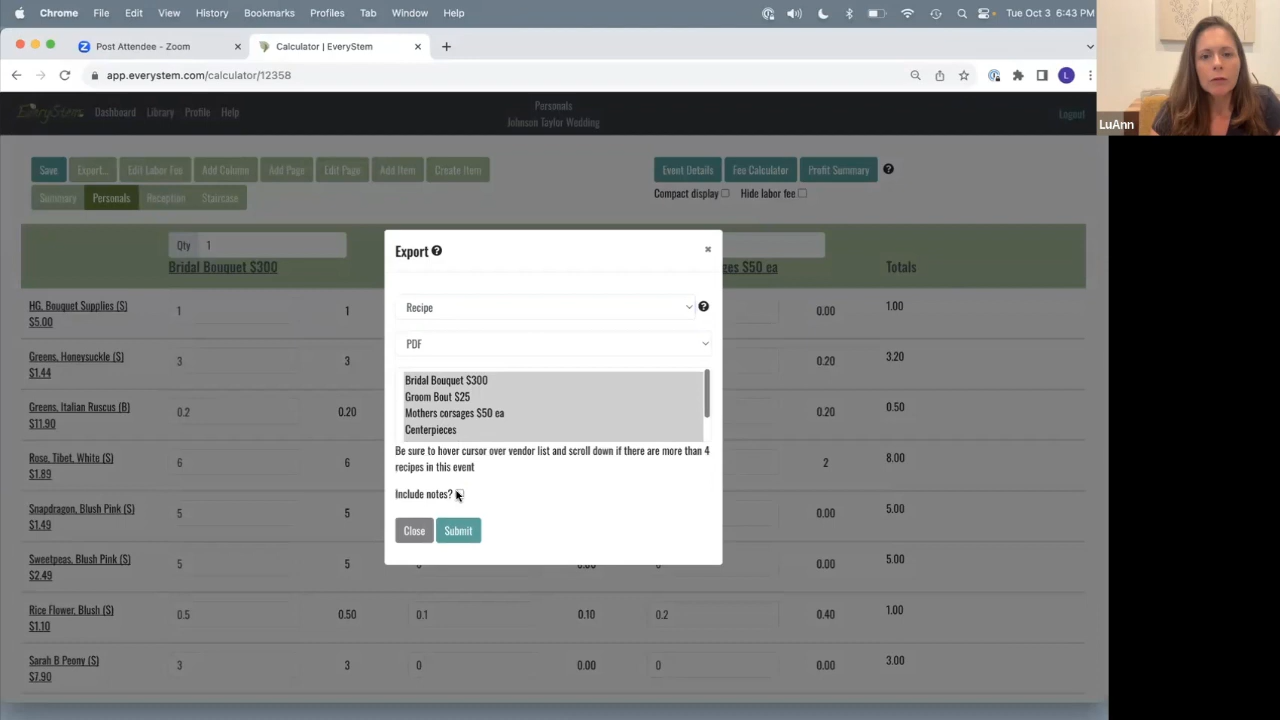 Chrome File Edit View History Bookmarks Profiles Tab Window Help Tue Oct 3 6:43 PM
Post Attendee - Zoom
Calculator | EveryStem
app.everystem.com/calculator/12358
L
LuAnn
EveryStem Dashboard Library Profile Help
Personals
Johnson Taylor Wedding
Logout
Save Export... Edit Labor Fee Add Column Add Page Edit Page Add Item Create Item
Event Details Fee Calculator Profit Summary
Summary Personals Reception Staircase
Compact display Hide labor fee
Qty 1
Bridal Bouquet $300
ges $50 ea
Totals
Export
Recipe
PDF
Bridal Bouquet $300
Groom Bout $25
Mothers corsages $50 ea
Centerpieces
Be sure to hover cursor over vendor list and scroll down if there are more than 4
recipes in this event
Include notes?
Close Submit
HG, Bouquet Supplies (S)
$5.00
1 1 0.00 1.00
Greens, Honeysuckle (S)
$1.44
3 3 0.20 3.20
Greens, Italian Ruscus (B)
$11.90
0.2 0.20 0.20 0.50
Rose, Tibet, White (S)
$1.89
6 6 2 8.00
Snapdragon, Blush Pink (S)
$1.49
5 5 0.00 5.00
Sweetpeas, Blush Pink (S)
$2.49
5 5 0.00 5.00
Rice Flower, Blush (S)
$1.10
0.5 0.50 0.1 0.10 0.2 0.40 1.00
Sarah B Peony (S)
$7.90
3 3 0 0.00 0 0.00 3.00